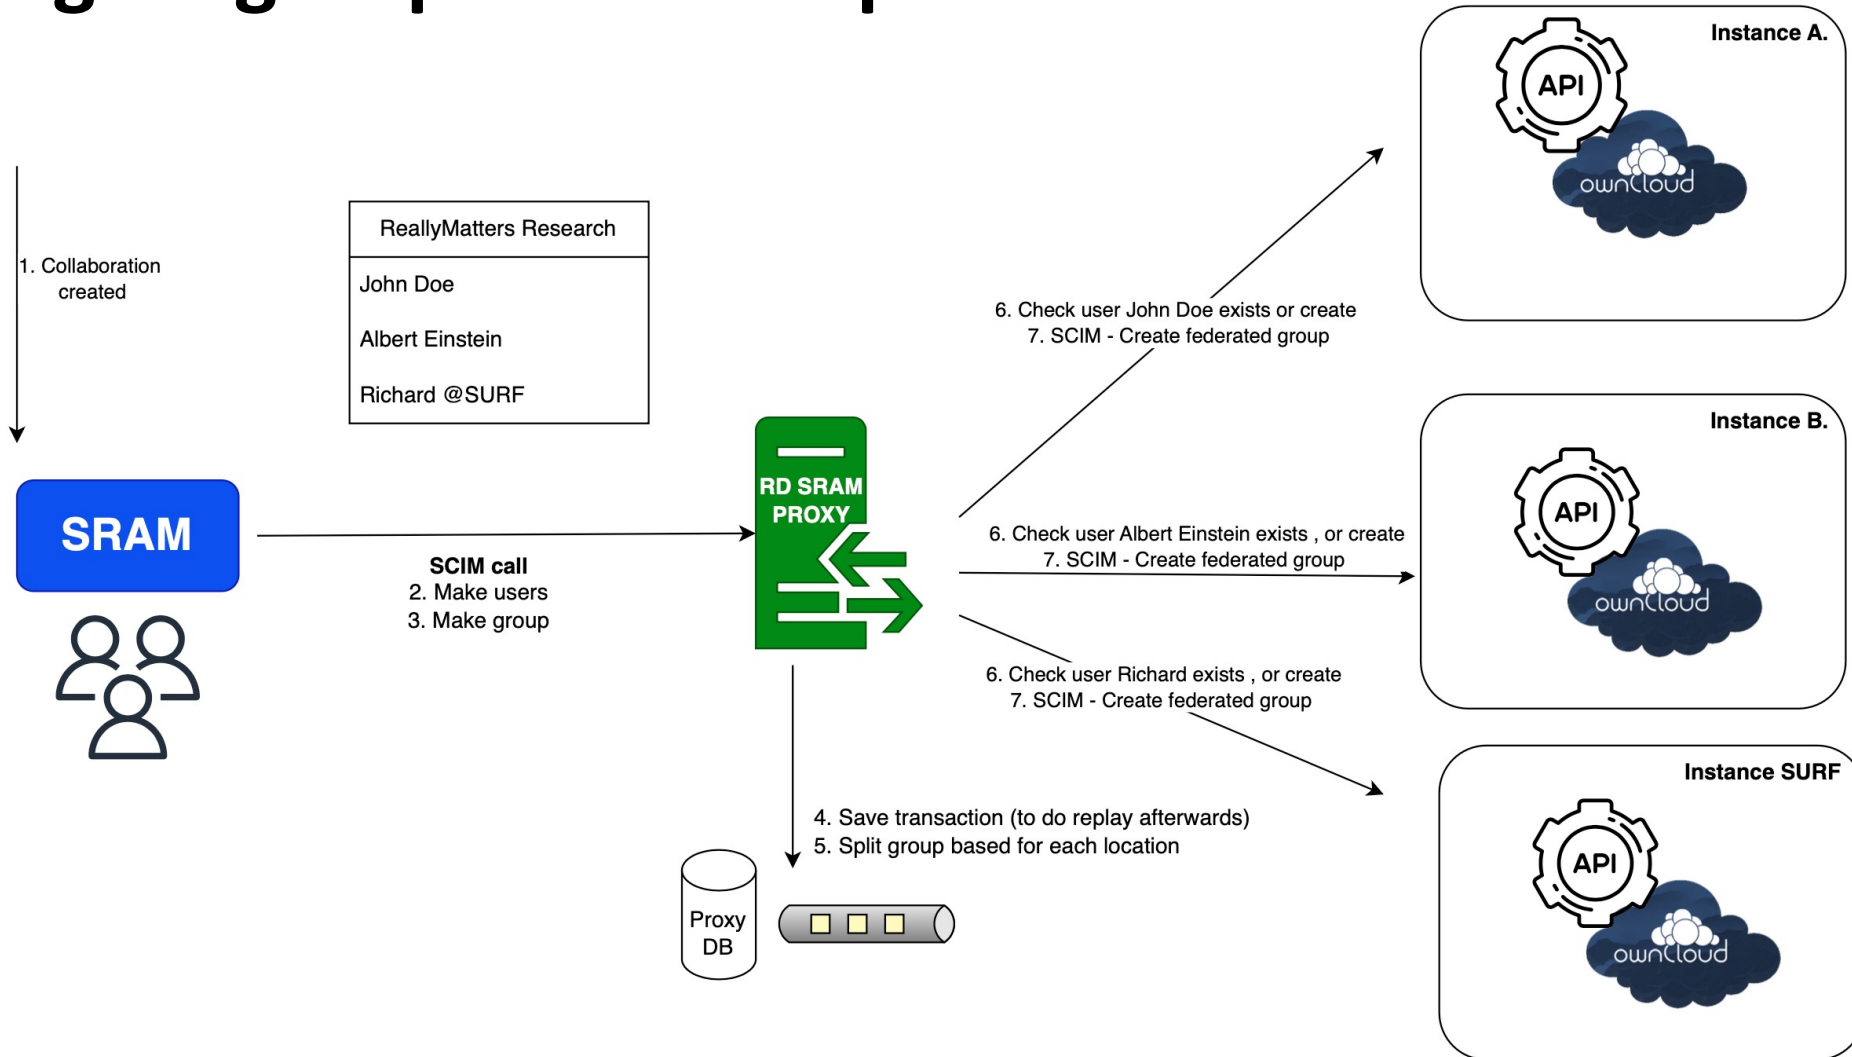 Instance A.
API
ownCloud
1. Collaboration
created
ReallyMatters Research
John Doe
Albert Einstein
Richard @SURF
6. Check user John Doe exists or create
7. SCIM - Create federated group
Instance B.
API
ownCloud
SRAM
SCIM call
2. Make users
3. Make group
RD SRAM
PROXY
6. Check user Albert Einstein exists , or create
7. SCIM - Create federated group
6. Check user Richard exists , or create
7. SCIM - Create federated group
Instance SURF
API
ownCloud
4. Save transaction (to do replay afterwards)
5. Split group based for each location
Proxy
DB